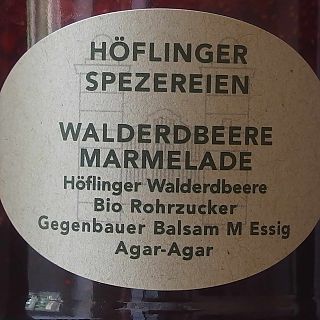 HÖFLINGER
SPEZEREIEN
WALDERDBEERE
MARMELADE
Höflinger Walderdbeere
Bio Rohrzucker
Gegenbauer Balsam M Essig
Agar-Agar